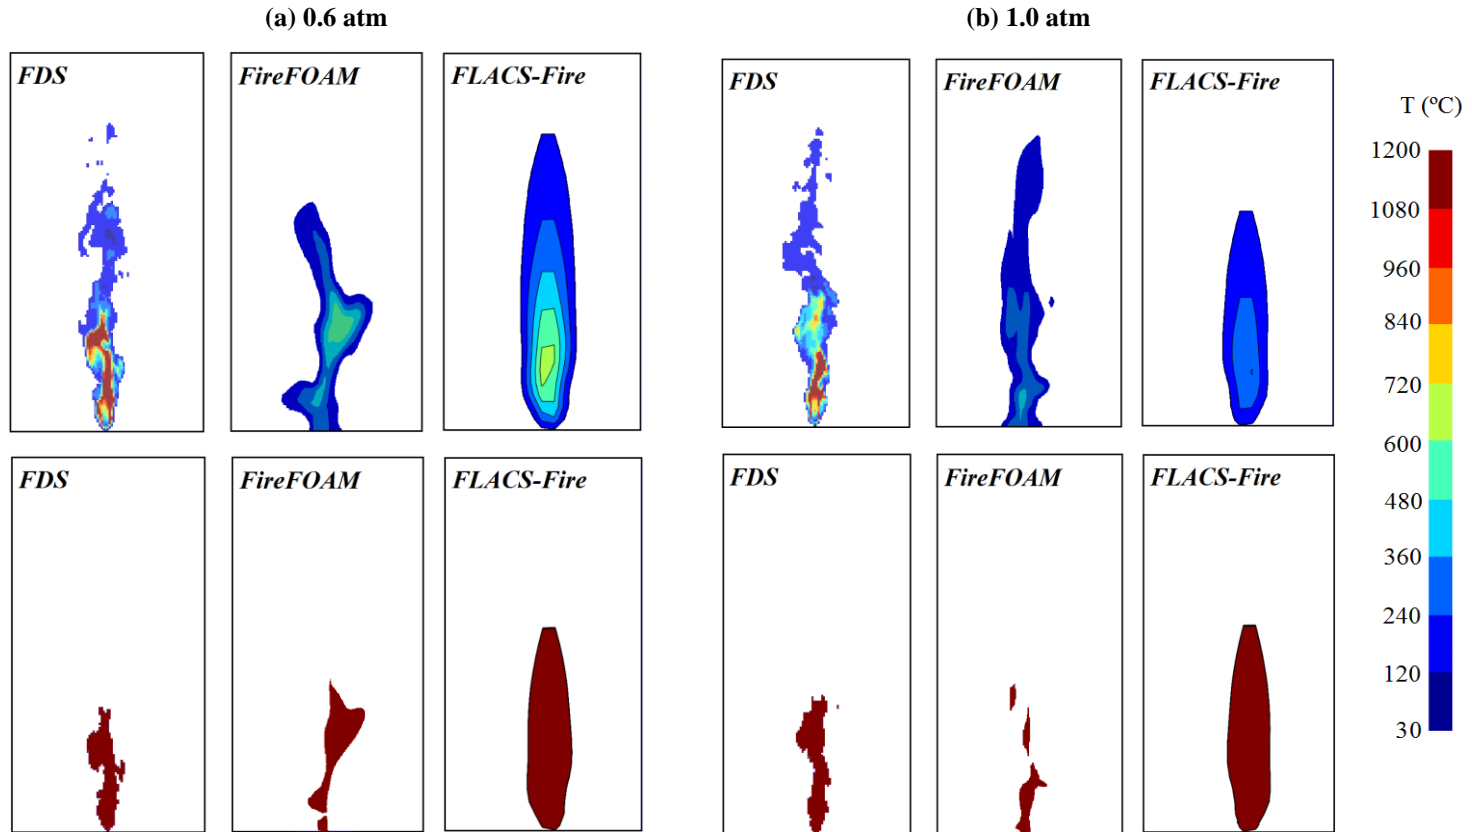 (a) 0.6 atm
(b) 1.0 atm
FDS
FireFOAM
FLACS-Fire
FDS
FireFOAM
FLACS-Fire
T (ºC)
1200
1080
960
840
720
600
480
360
240
120
30
FDS
FireFOAM
FLACS-Fire
FDS
FireFOAM
FLACS-Fire